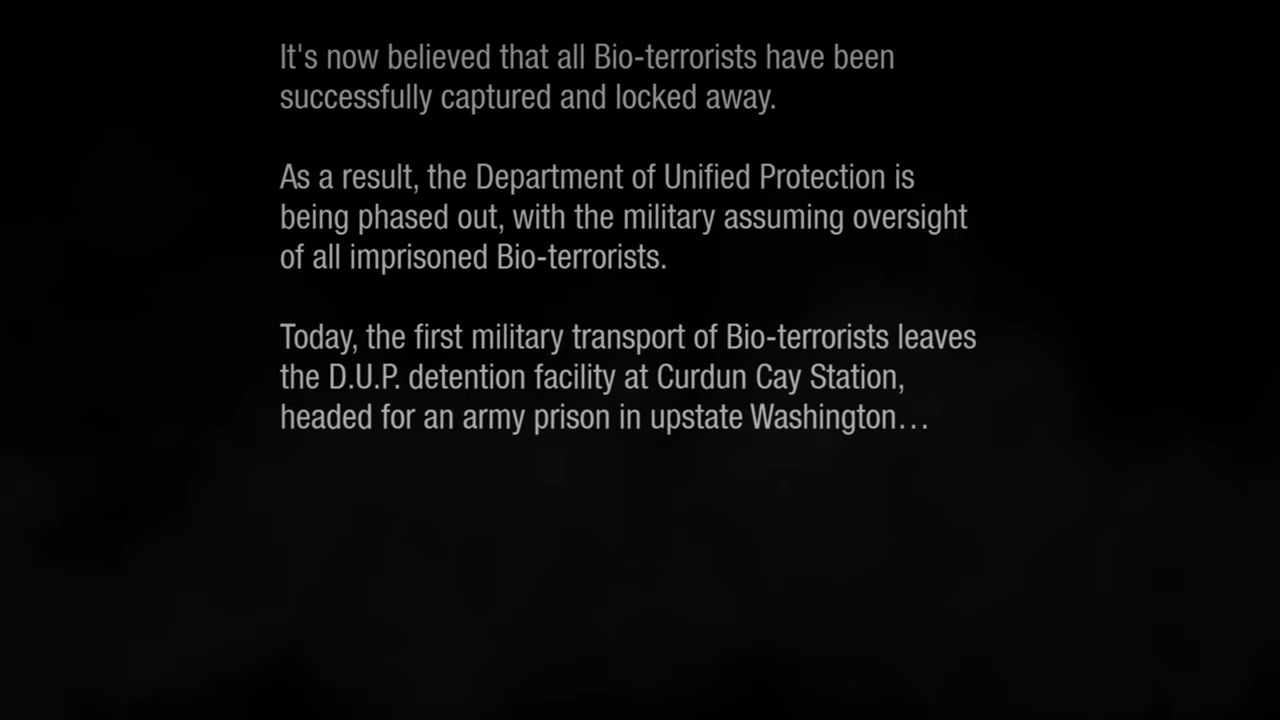 It's now believed that all Bio-terrorists have been
successfully captured and locked away.
As a result, the Department of Unified Protection is
being phased out, with the military assuming oversight
of all imprisoned Bio-terrorists.
Today, the first military transport of Bio-terrorists leaves
the D.U.P. detention facility at Curdun Cay Station,
headed for an army prison in upstate Washington…